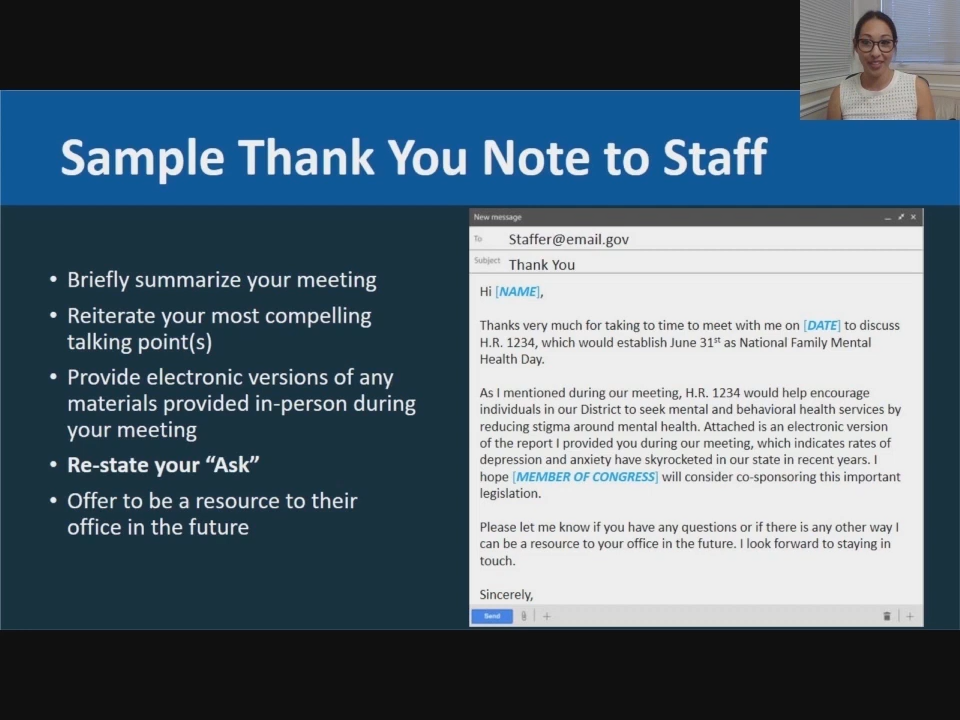 Sample Thank You Note to Staff
• Briefly summarize your meeting
• Reiterate your most compelling
talking point(s)
• Provide electronic versions of any
materials provided in-person during
your meeting
• Re-state your “Ask”
• Offer to be a resource to their
office in the future
New message
To Staffer@email.gov
Subject Thank You
Hi [NAME],
Thanks very much for taking to time to meet with me on [DATE] to discuss
H.R. 1234, which would establish June 31st as National Family Mental
Health Day.
As I mentioned during our meeting, H.R. 1234 would help encourage
individuals in our District to seek mental and behavioral health services by
reducing stigma around mental health. Attached is an electronic version
of the report I provided you during our meeting, which indicates rates of
depression and anxiety have skyrocketed in our state in recent years. I
hope [MEMBER OF CONGRESS] will consider co-sponsoring this important
legislation.
Please let me know if you have any questions or if there is any other way I
can be a resource to your office in the future. I look forward to staying in
touch.
Sincerely,
Send